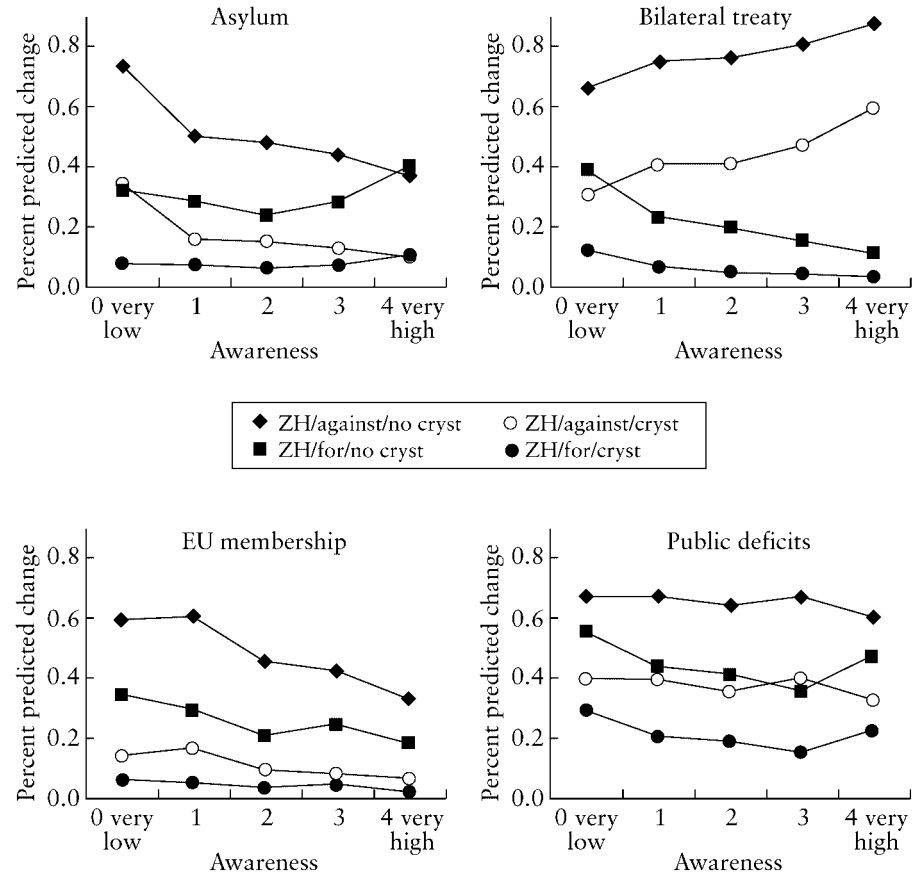 Asylum
Percent predicted change
0.8
0.6
0.4
0.2
0.0
0 very low
1
2
3
4 very high
Awareness
Bilateral treaty
Percent predicted change
0.8
0.6
0.4
0.2
0.0
0 very low
1
2
3
4 very high
Awareness
ZH/against/no cryst
ZH/against/cryst
ZH/for/no cryst
ZH/for/cryst
EU membership
Percent predicted change
0.8
0.6
0.4
0.2
0.0
0 very low
1
2
3
4 very high
Awareness
Public deficits
Percent predicted change
0.8
0.6
0.4
0.2
0.0
0 very low
1
2
3
4 very high
Awareness